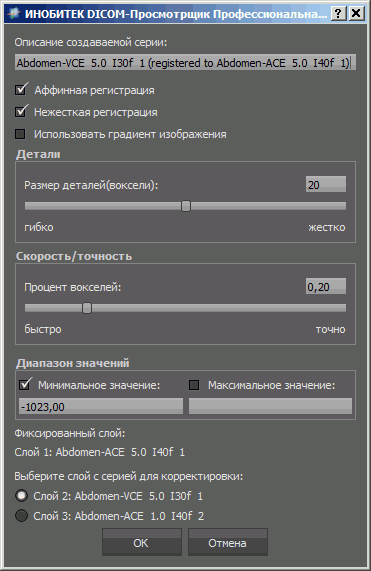 ИНОБИТЕК DICOM-Просмотрщик Профессиональна...
Описание создаваемой серии:
Abdomen-VCE 5.0 I30f 1 (registered to Abdomen-ACE 5.0 I40f 1)
Аффинная регистрация
Нежесткая регистрация
Использовать градиент изображения
Детали
Размер деталей(воксели): 20
гибко жестко
Скорость/точность
Процент вокселей: 0,20
быстро точно
Диапазон значений
Минимальное значение: Максимальное значение:
-1023,00
Фиксированный слой:
Слой 1: Abdomen-ACE 5.0 I40f 1
Выберите слой с серией для корректировки:
Слой 2: Abdomen-VCE 5.0 I30f 1
Слой 3: Abdomen-ACE 1.0 I40f 2
OK Отмена